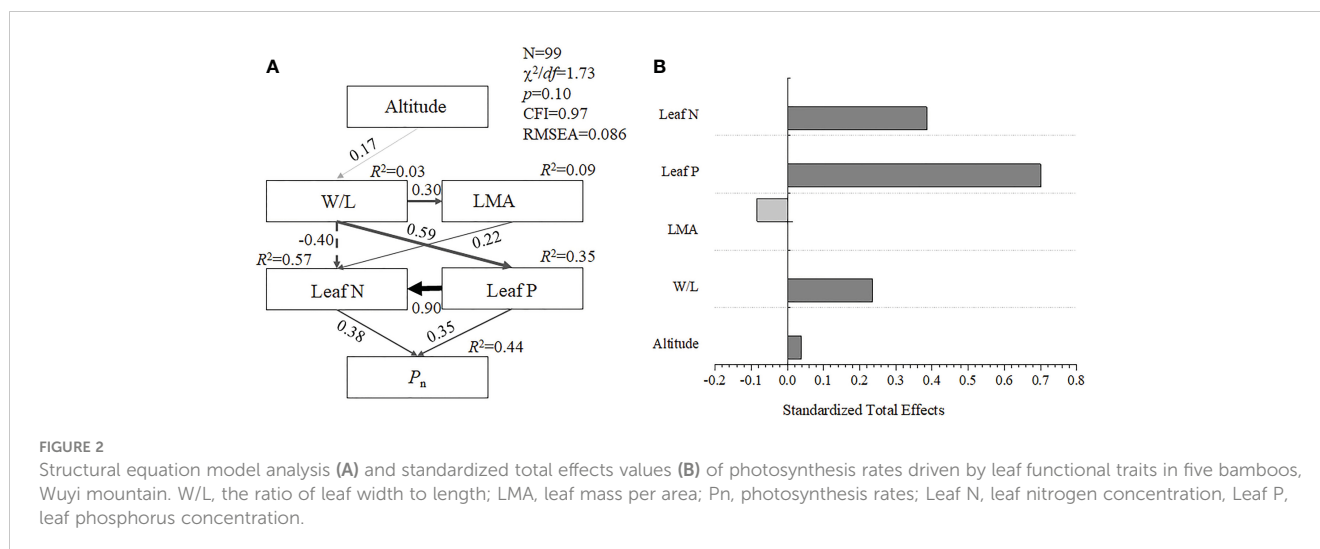 A
N=99
χ²/df=1.73
p=0.10
CFI=0.97
RMSEA=0.086
Altitude
0.17
R²=0.03
R²=0.09
W/L
0.30
LMA
-0.40
0.59
0.22
R²=0.57
R²=0.35
Leaf N
0.90
Leaf P
0.38
0.35
R²=0.44
Pn
B
Leaf N
Leaf P
LMA
W/L
Altitude
-0.2 -0.1 0.0 0.1 0.2 0.3 0.4 0.5 0.6 0.7 0.8
Standardized Total Effects
FIGURE 2
Structural equation model analysis (A) and standardized total effects values (B) of photosynthesis rates driven by leaf functional traits in five bamboos,
Wuyi mountain. W/L, the ratio of leaf width to length; LMA, leaf mass per area; Pn, photosynthesis rates; Leaf N, leaf nitrogen concentration, Leaf P,
leaf phosphorus concentration.